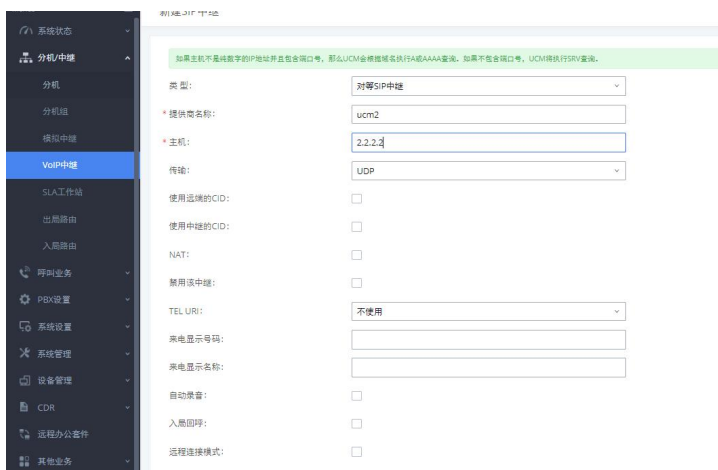 新建SIP中继
系统状态
分机/中继
分机
分机组
模拟中继
VoIP中继
SLA工作站
出局路由
入局路由
呼叫业务
PBX设置
系统设置
系统管理
设备管理
CDR
远程办公套件
其他业务
如果主机不是纯数字的IP地址并且包含端口号，那么UCM会根据域名执行A或AAAA查询。如果不包含端口号，UCM将执行SRV查询。
类型： 对等SIP中继
* 提供商名称： ucm2
* 主机： 2.2.2.2
传输： UDP
使用远端的CID：
使用中继的CID：
NAT：
禁用该中继：
TEL URI： 不使用
来电显示号码：
来电显示名称：
自动录音：
入局回呼：
远程连接模式：